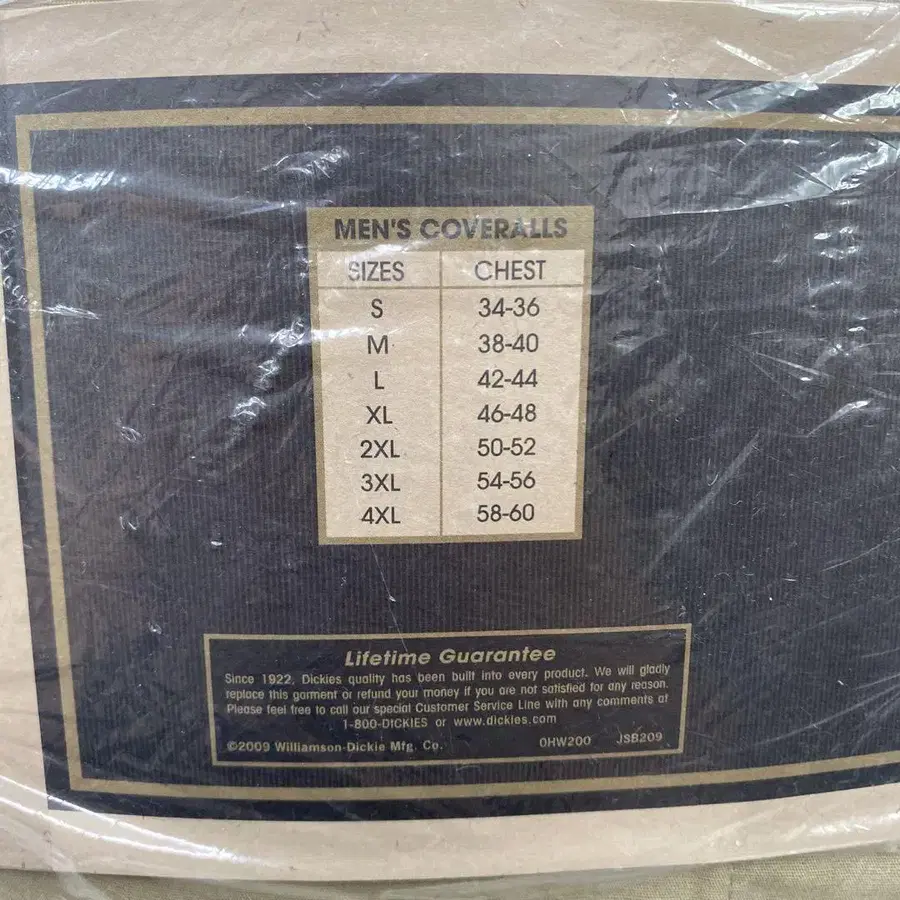 MEN'S COVERALLS
SIZES CHEST
S 34-36
M 38-40
L 42-44
XL 46-48
2XL 50-52
3XL 54-56
4XL 58-60
Lifetime Guarantee
Since 1922, Dickies quality has been built into every product. We will gladly
replace this garment or refund your money if you are not satisfied for any reason.
Please feel free to call our special Customer Service Line with any comments at
1-800-DICKIES or www.dickies.com
©2009 Williamson-Dickie Mfg. Co. OHW200 JSB209